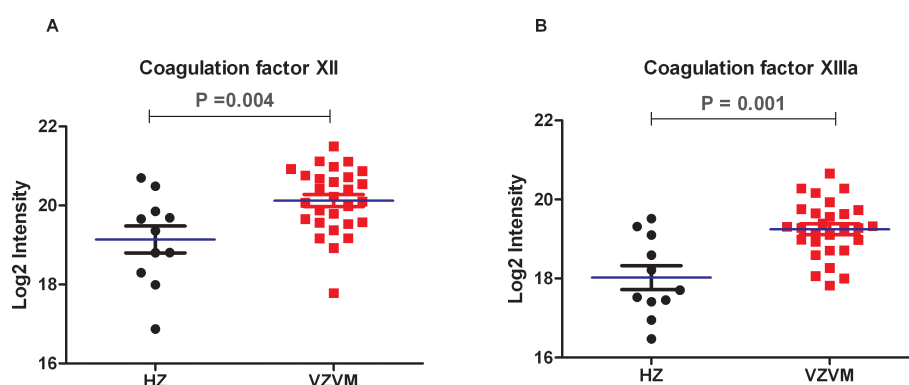 A
Coagulation factor XII
P =0.004
22
20
18
16
Log2 Intensity
HZ
VZVM
B
Coagulation factor XIIIa
P = 0.001
22
20
18
16
Log2 Intensity
HZ
VZVM